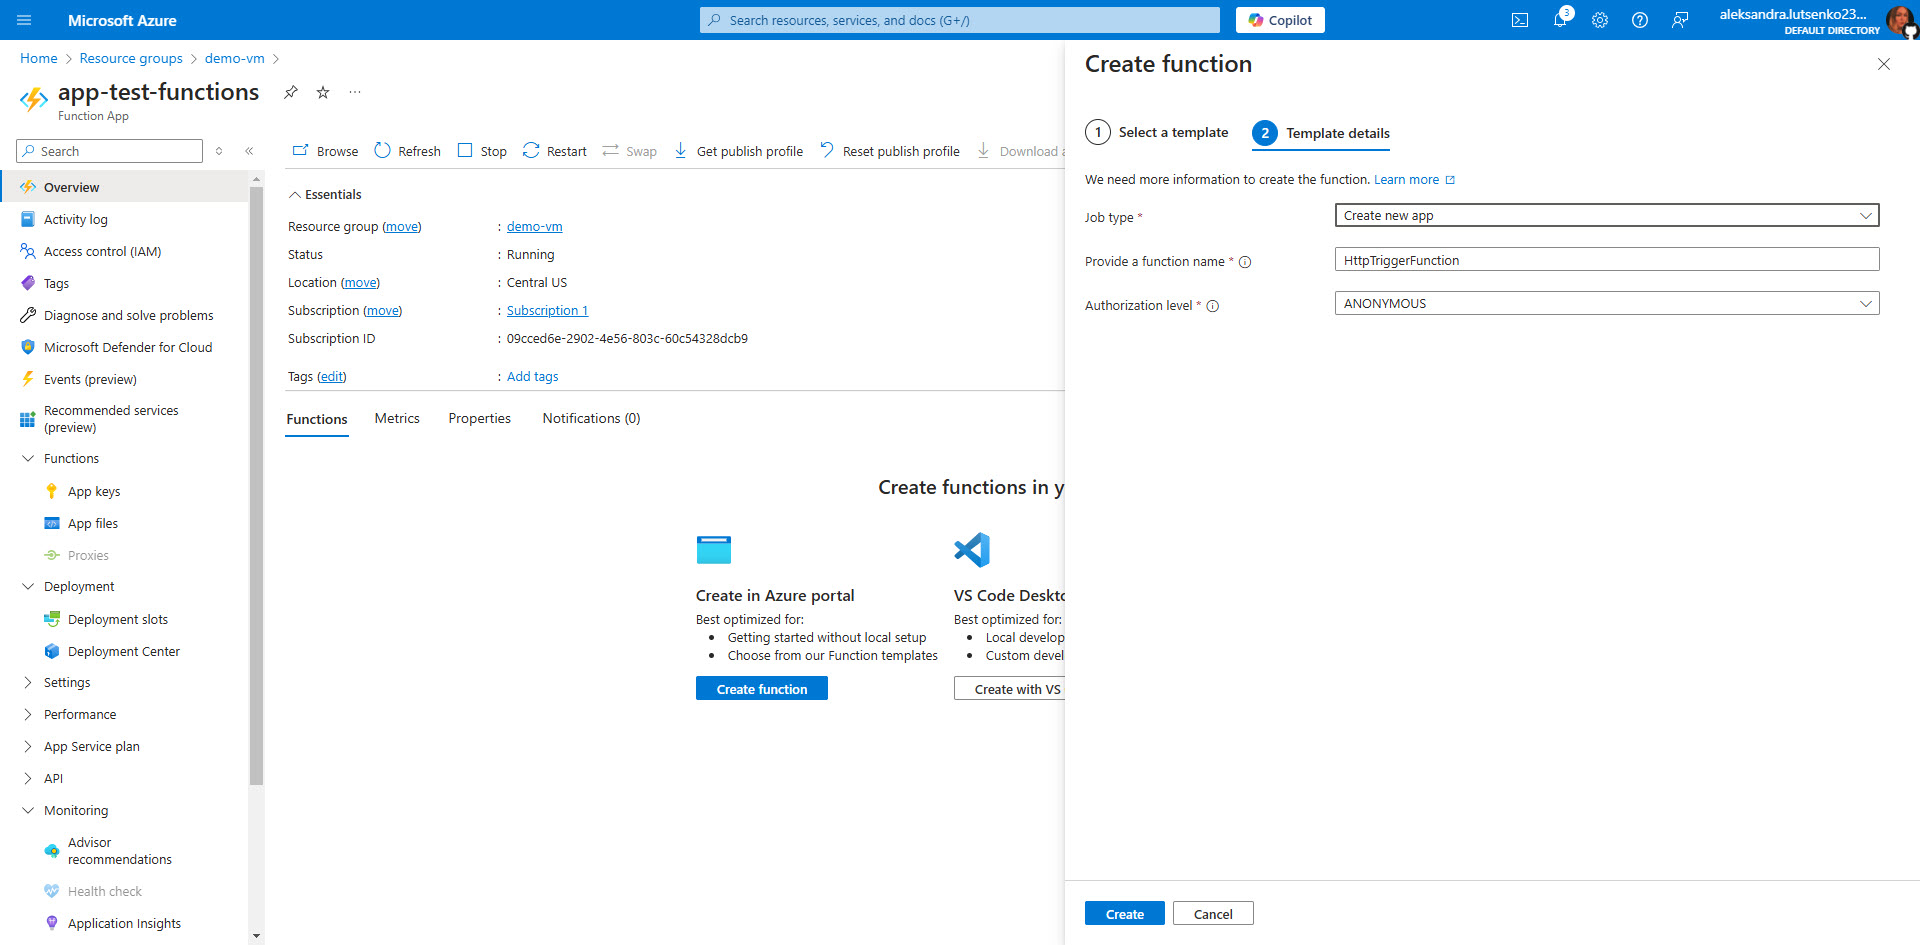 Microsoft Azure
Search resources, services, and docs (G+/)
Copilot
3
aleksandra.lutsenko23...
DEFAULT DIRECTORY
Home > Resource groups > demo-vm >
app-test-functions
...
Function App
Search
Overview
Activity log
Access control (IAM)
Tags
Diagnose and solve problems
Microsoft Defender for Cloud
Events (preview)
Recommended services
(preview)
Functions
App keys
App files
Proxies
Deployment
Deployment slots
Deployment Center
Settings
Performance
App Service plan
API
Monitoring
Advisor
recommendations
Health check
Application Insights
Browse Refresh Stop Restart Swap Get publish profile Reset publish profile Download a
Essentials
Resource group (move) : demo-vm
Status : Running
Location (move) : Central US
Subscription (move) : Subscription 1
Subscription ID : 09cced6e-2902-4e56-803c-60c54328dcb9
Tags (edit) : Add tags
Functions Metrics Properties Notifications (0)
Create functions in y
Create in Azure portal
Best optimized for:
• Getting started without local setup
• Choose from our Function templates
Create function
VS Code Deskto
Best optimized for:
• Local develop
• Custom devel
Create with VS
Create function
1 Select a template
2 Template details
We need more information to create the function. Learn more
Job type * Create new app
Provide a function name * HttpTriggerFunction
Authorization level * ANONYMOUS
Create
Cancel